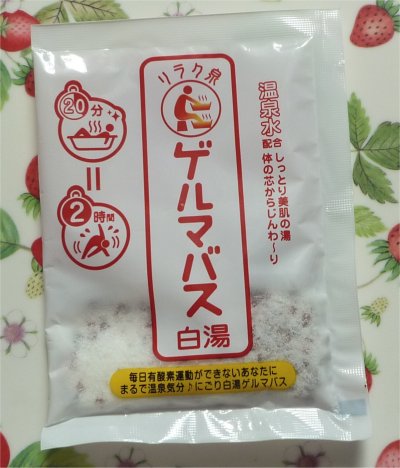 リラク泉
ゲルマバス
白湯
温泉水
配合
しっとり美肌の湯
体の芯からじんわ〜り
20分
=
2時間
毎日有酸素運動ができないあなたに
まるで温泉気分♪にごり白湯ゲルマバス